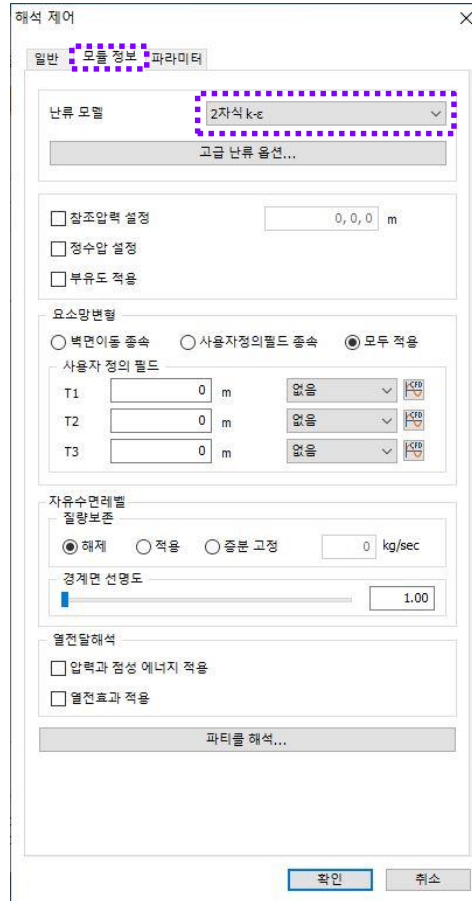 해석 제어
일반 모듈 정보 파라미터
난류 모델 2차식 k-ε
고급 난류 옵션...
참조압력 설정 0, 0, 0 m
정수압 설정
부유도 적용
요소망변형
벽면이동 종속 사용자정의필드 종속 모두 적용
사용자 정의 필드
T1 0 m 없음 CFD
T2 0 m 없음 CFD
T3 0 m 없음 CFD
자유수면레벨
질량보존
해제 적용 증분 고정 0 kg/sec
경계면 선명도
1.00
열전달해석
압력과 점성 에너지 적용
열전효과 적용
파티클 해석...
확인 취소